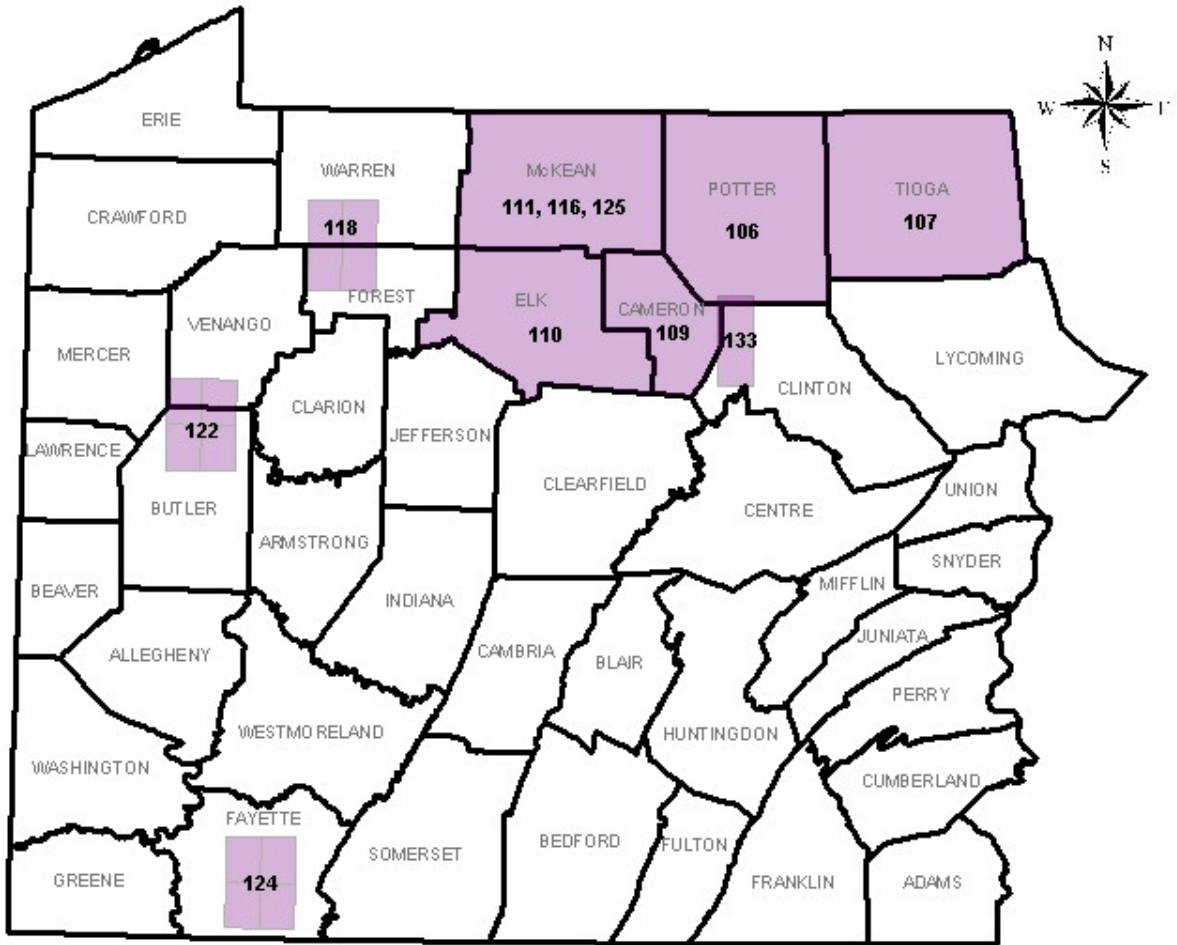 N
W
S
ERIE
WARREN
McKEAN
111, 116, 125
POTTER
106
TIOGA
107
CRAWFORD
118
FOREST
ELK
110
CAMERON
109
133
VENANGO
MERCER
CLARION
JEFFERSON
CLINTON
LYCOMING
122
LAWRENCE
BUTLER
ARMSTRONG
CLEARFIELD
CENTRE
UNION
SNYDER
MIFFLIN
BEAVER
INDIANA
ALLEGHENY
CAMBRIA
BLAIR
JUNIATA
PERRY
WESTMORELAND
HUNTINGDON
WASHINGTON
CUMBERLAND
FAYETTE
124
SOMERSET
BEDFORD
FULTON
GREENE
FRANKLIN
ADAMS